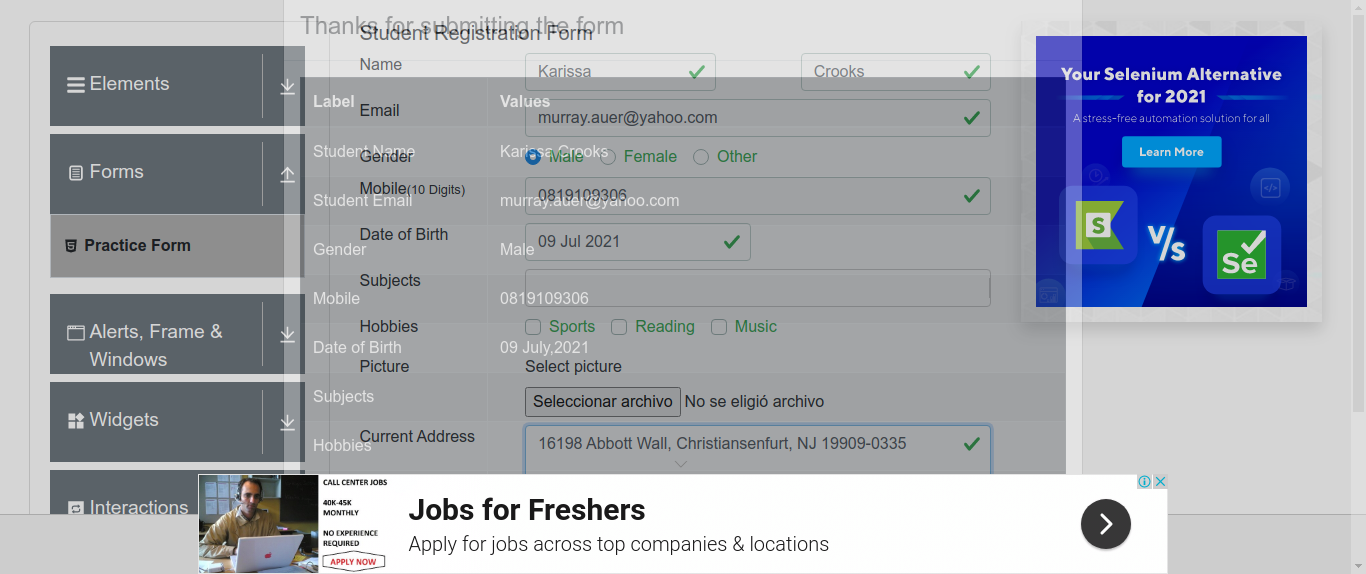 Thanks for submitting the form
Student Registration Form
Elements
Forms
Practice Form
Alerts, Frame &
Windows
Widgets
Interactions
Name
Karissa
Crooks
Label
Values
Email
murray.auer@yahoo.com
Student Name
Karissa Crooks
Gender
Male
Female
Other
Mobile(10 Digits)
0819109306
Student Email
murray.auer@yahoo.com
Date of Birth
09 Jul 2021
Gender
Male
Subjects
Mobile
0819109306
Hobbies
Sports
Reading
Music
Date of Birth
09 July,2021
Picture
Select picture
Subjects
Seleccionar archivo
No se eligió archivo
Current Address
16198 Abbott Wall, Christiansenfurt, NJ 19909-0335
Hobbies
Your Selenium Alternative
for 2021
A stress-free automation solution for all
Learn More
S
V/s
Se
CALL CENTER JOBS
40K-45K
MONTHLY
NO EXPERIENCE
REQUIRED
APPLY NOW
Jobs for Freshers
Apply for jobs across top companies & locations